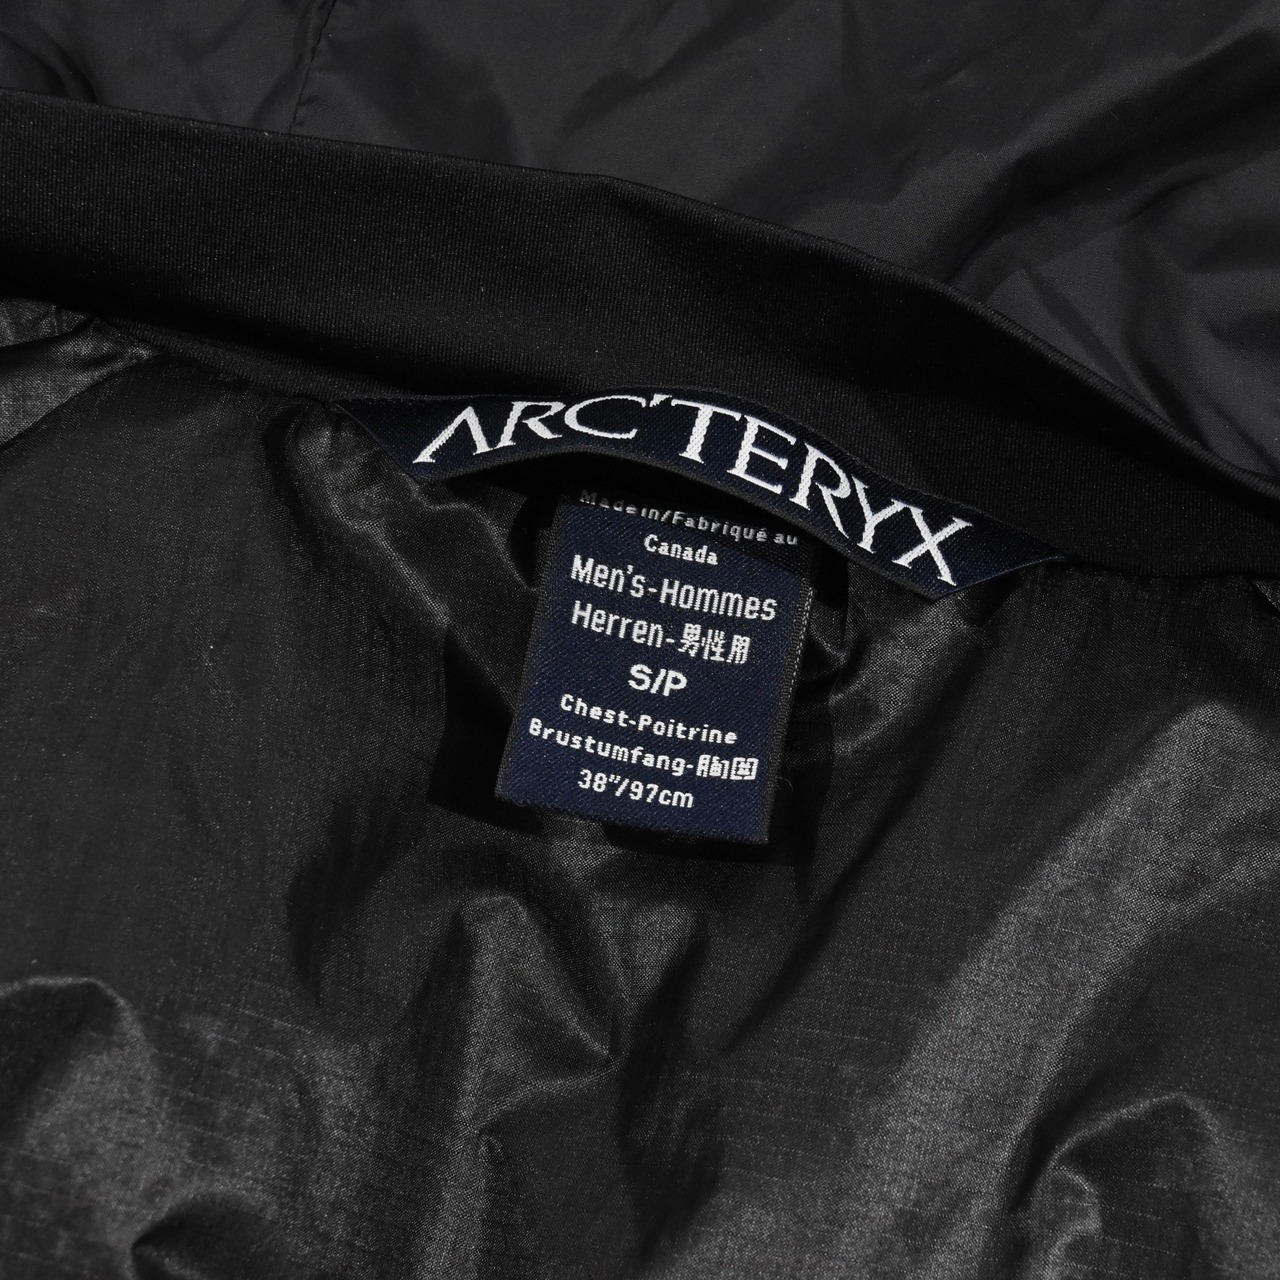 ARC'TERYX
Made in/Fabriqué au
Canada
Men's-Hommes
Herren-男性用
S/P
Chest-Poitrine
Brustumfang-胸囲
38"/97cm